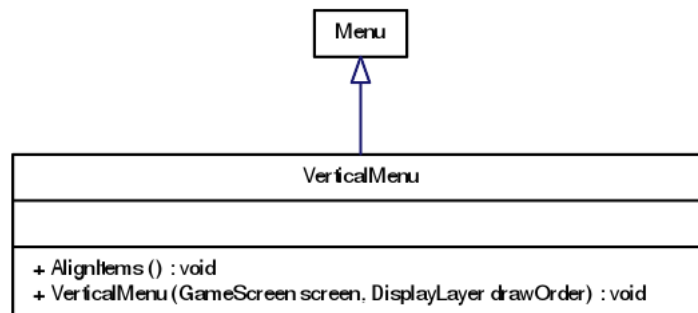 Menu
VerticalMenu
+ AlignItems () : void
+ VerticalMenu (GameScreen screen, DisplayLayer drawOrder) : void